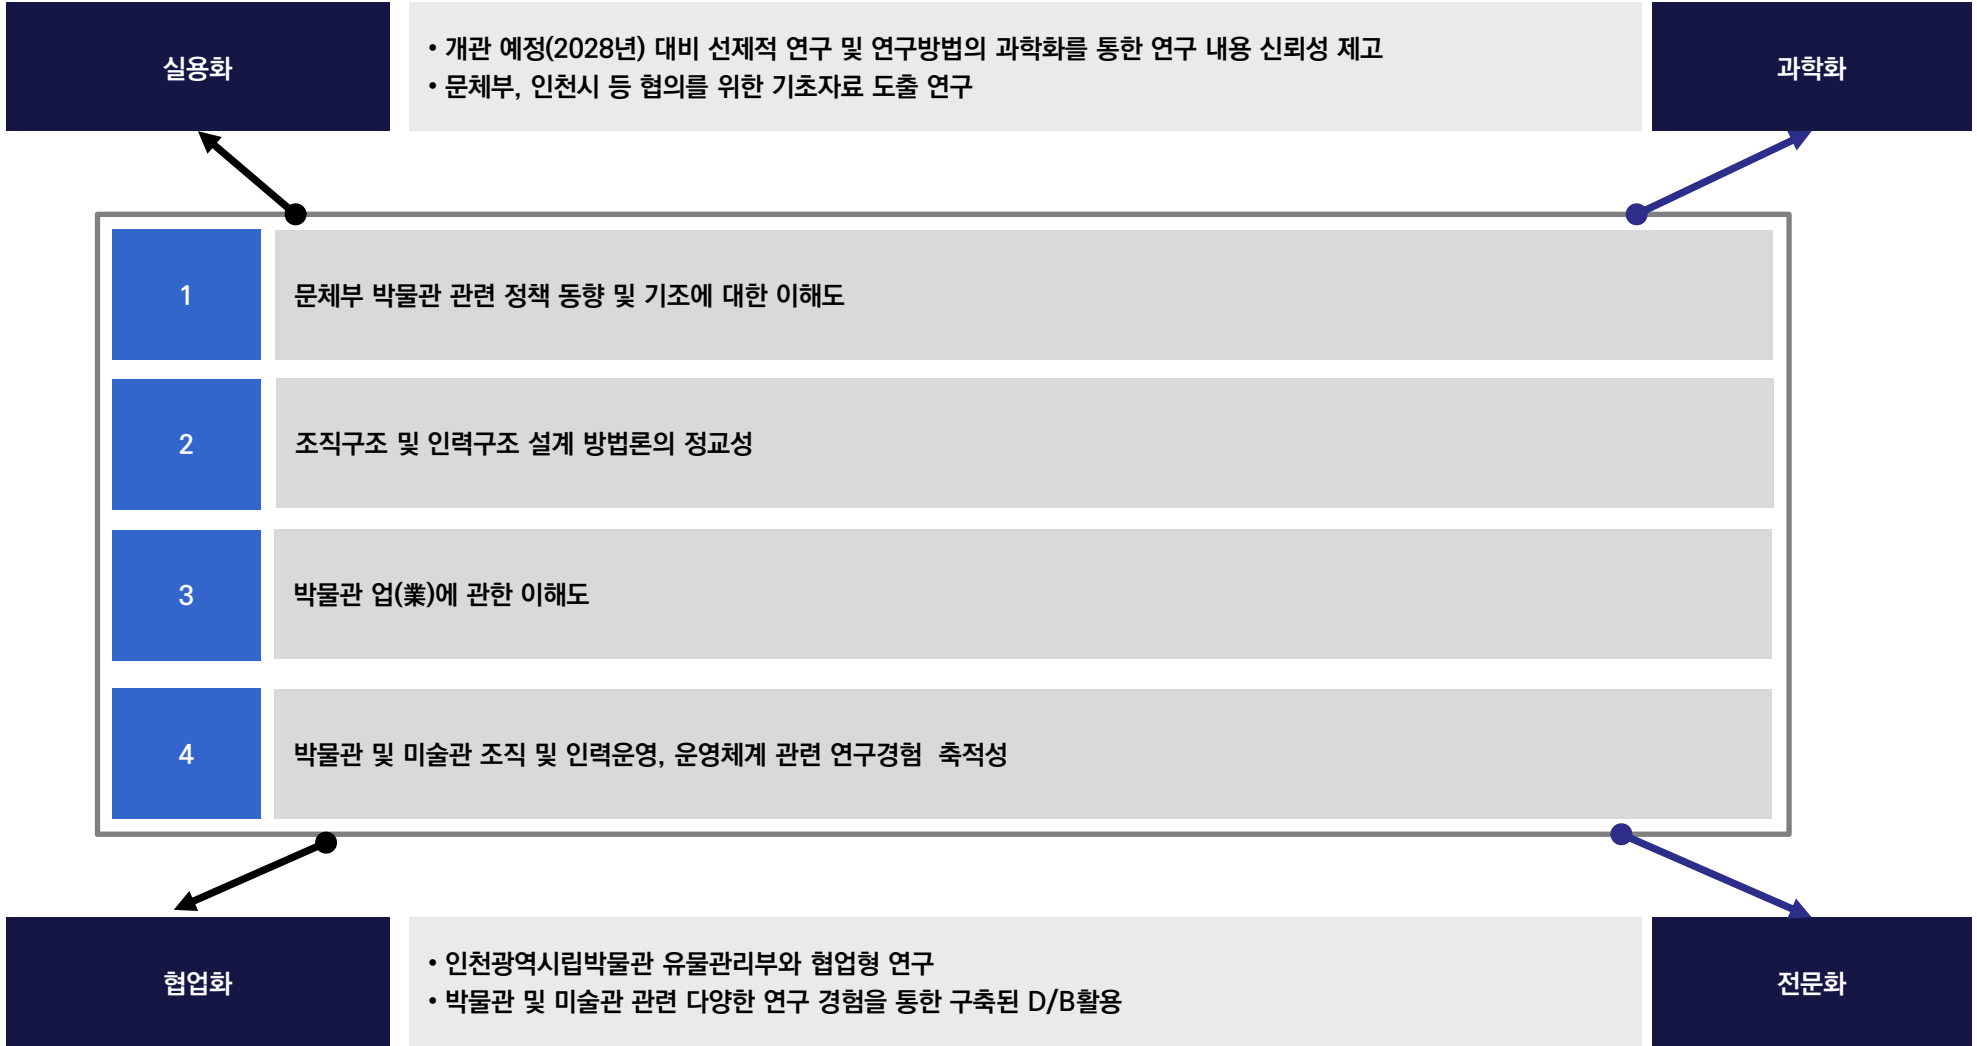 실용화
• 개관 예정(2028년) 대비 선제적 연구 및 연구방법의 과학화를 통한 연구 내용 신뢰성 제고
• 문체부, 인천시 등 협의를 위한 기초자료 도출 연구
과학화
1
문체부 박물관 관련 정책 동향 및 기조에 대한 이해도
2
조직구조 및 인력구조 설계 방법론의 정교성
3
박물관 업(業)에 관한 이해도
4
박물관 및 미술관 조직 및 인력운영, 운영체계 관련 연구경험  축적성
협업화
• 인천광역시립박물관 유물관리부와 협업형 연구
• 박물관 및 미술관 관련 다양한 연구 경험을 통한 구축된 D/B활용
전문화